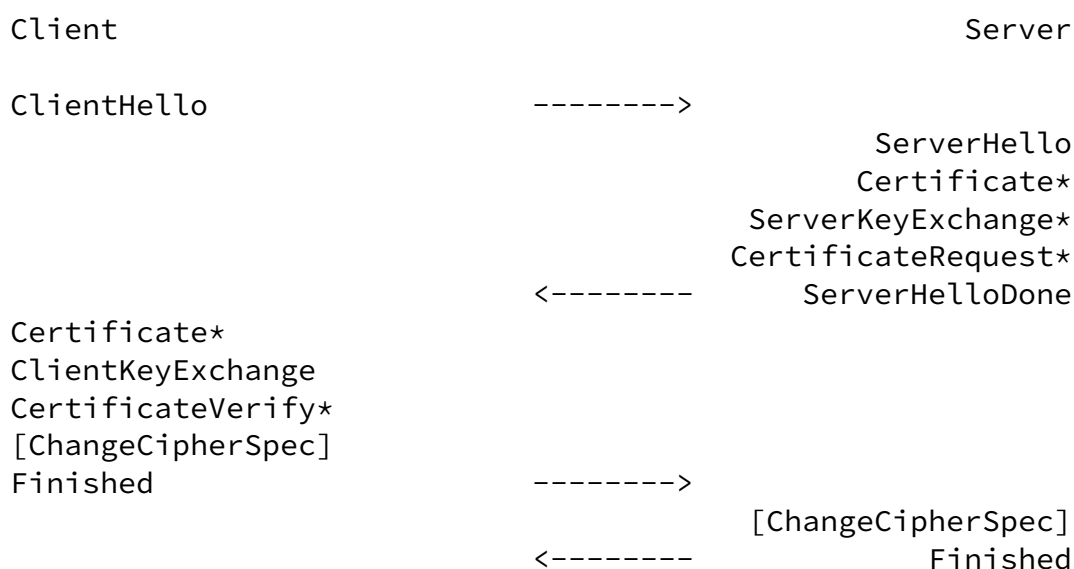 Client Server
ClientHello -------->
ServerHello
Certificate*
ServerKeyExchange*
CertificateRequest*
<-------- ServerHelloDone
Certificate*
ClientKeyExchange
CertificateVerify*
[ChangeCipherSpec]
Finished -------->
[ChangeCipherSpec]
<-------- Finished